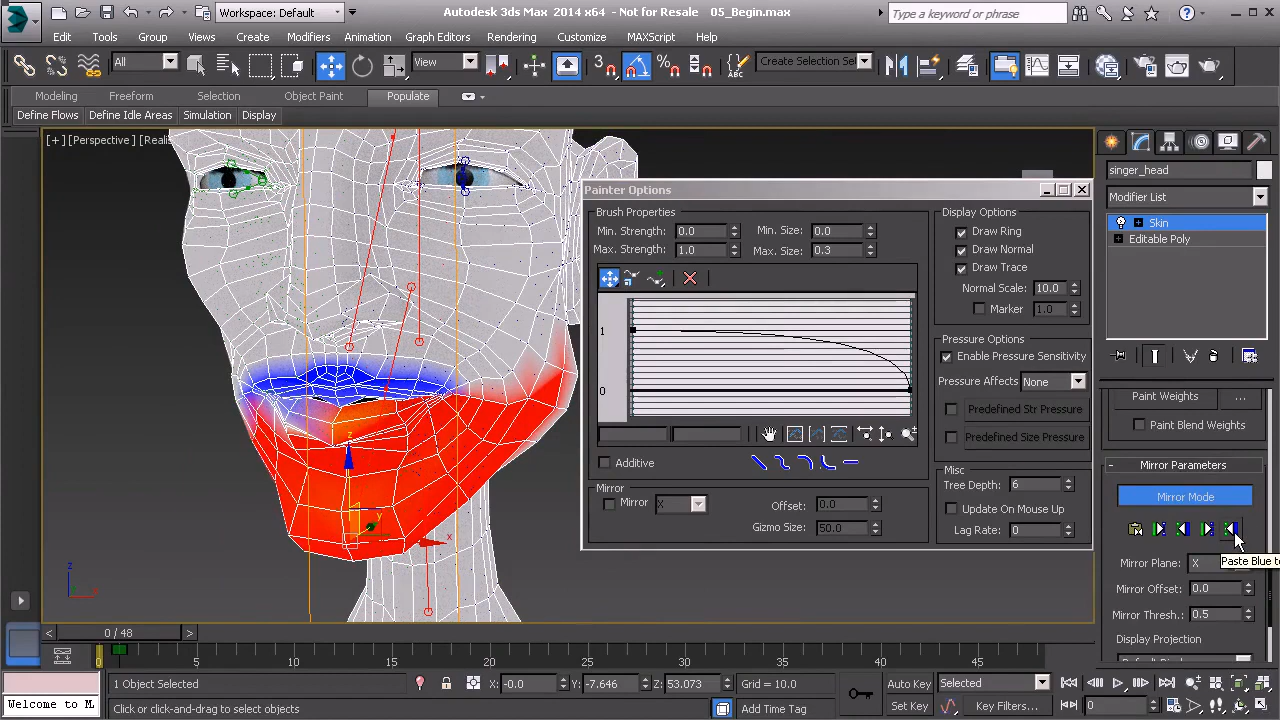 Workspace: Default
Autodesk 3ds Max 2014 x64 - Not for Resale 05_Begin.max
Type a keyword or phrase
Edit Tools Group Views Create Modifiers Animation Graph Editors Rendering Customize MAXScript Help
All
View
3
Create Selection Se
Modeling Freeform Selection Object Paint Populate
Define Flows Define Idle Areas Simulation Display
[+] [Perspective] [Reali
singer_head
Modifier List
Skin
Editable Poly
Painter Options
Brush Properties
Min. Strength: 0.0 Min. Size: 0.0
Max. Strength: 1.0 Max. Size: 0.3
1
0
Additive
Mirror
Mirror X Offset: 0.0
Gizmo Size: 50.0
Display Options
Draw Ring
Draw Normal
Draw Trace
Normal Scale: 10.0
Marker 1.0
Pressure Options
Enable Pressure Sensitivity
Pressure Affects None
Predefined Str Pressure
Predefined Size Pressure
Misc
Tree Depth: 6
Update On Mouse Up
Lag Rate: 0
Paint Weights ...
Paint Blend Weights
- Mirror Parameters
Mirror Mode
Paste Blue to
Mirror Plane: X
Mirror Offset: 0.0
Mirror Thresh.: 0.5
Display Projection
z
x
y
z
x
< 0 / 48 >
0 5 10 15 20 25 30 35 40 45
Welcome to M
1 Object Selected
X: -0.0 Y: -7.646 Z: 53.073 Grid = 10.0
Click or click-and-drag to select objects
Add Time Tag
Auto Key Selected
Set Key Key Filters...
0